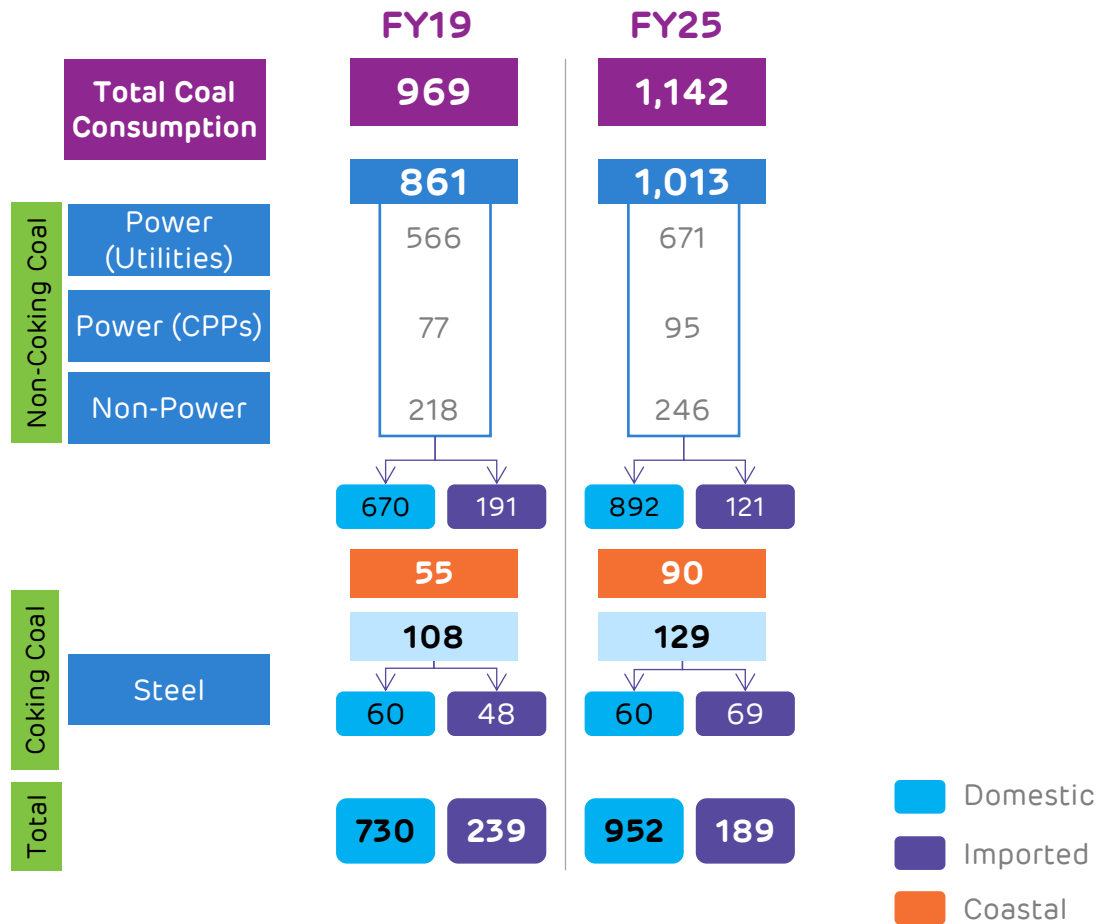 FY19 FY25
Total Coal
Consumption
969 1,142
861 1,013
Non-Coking Coal
Power
(Utilities)
566 671
Power (CPPs)
77 95
Non-Power
218 246
670 191 892 121
55 90
Coking Coal
108 129
Steel
60 48 60 69
Total
730 239 952 189
Domestic
Imported
Coastal